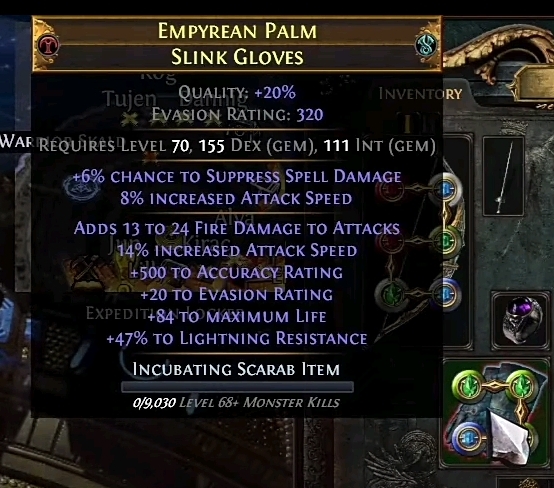 Empyrean Palm
Slink Gloves
Quality: +20%
Evasion Rating: 320
Requires Level 70, 155 Dex (gem), 111 Int (gem)
+6% chance to Suppress Spell Damage
8% increased Attack Speed
Adds 13 to 24 Fire Damage to Attacks
14% increased Attack Speed
+500 to Accuracy Rating
+20 to Evasion Rating
+84 to maximum Life
+47% to Lightning Resistance
Incubating Scarab Item
0/9,030 Level 68+ Monster Kills
Inventory
Rog
Tujen